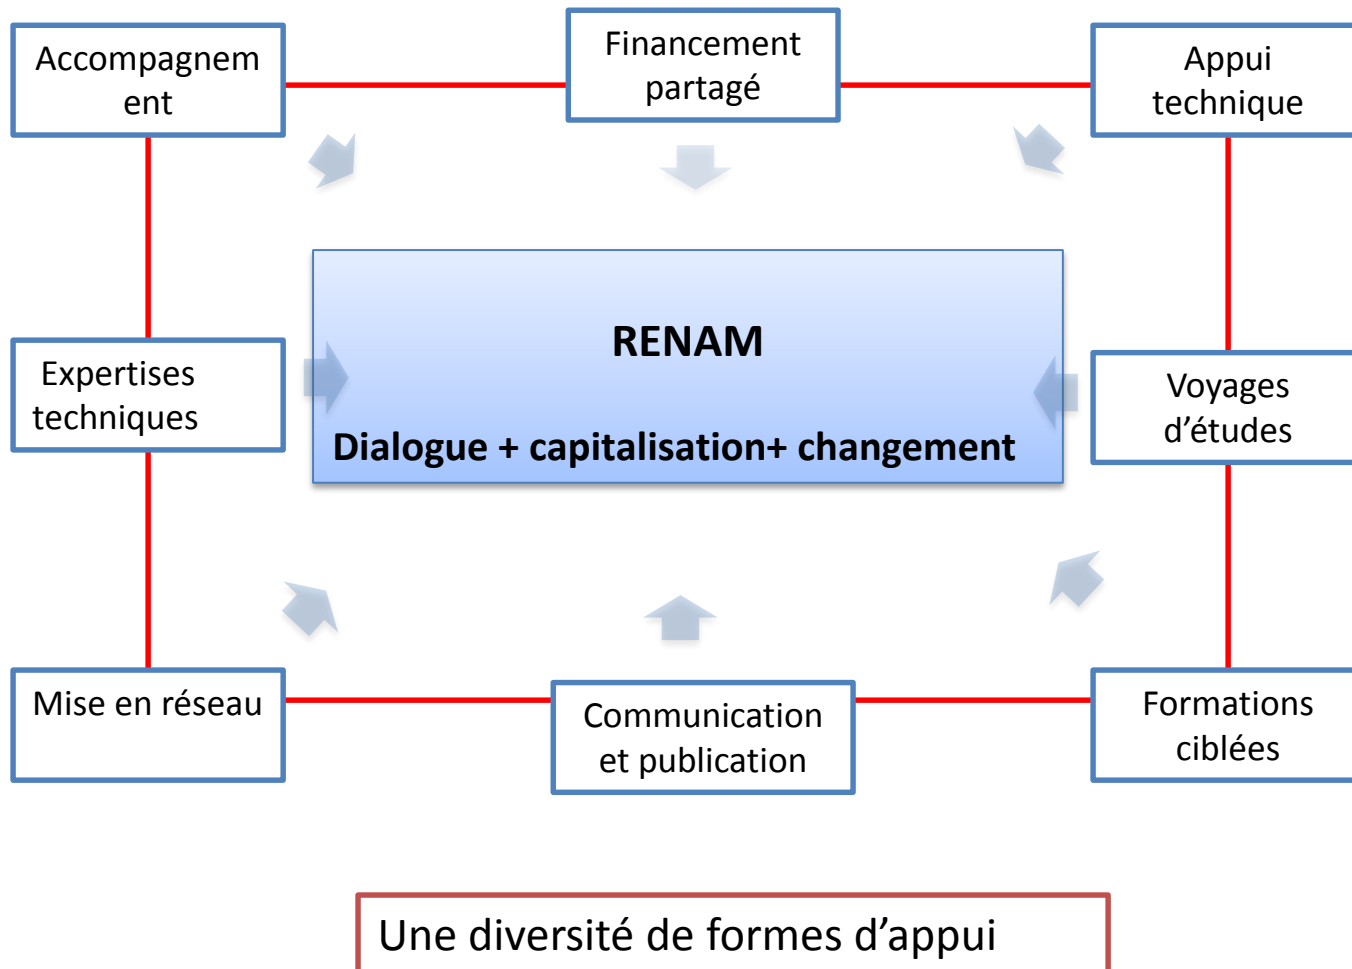 Accompagnem
ent
Financement
partagé
Appui
technique
RENAM
Dialogue + capitalisation+ changement
Expertises
techniques
Voyages
d’études
Mise en réseau
Communication
et publication
Formations
ciblées
Une diversité de formes d’appui